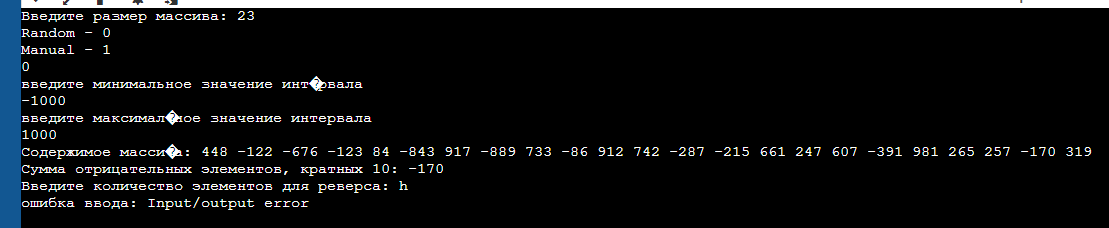 Введите размер массива: 23
Random - 0
Manual - 1
0
введите минимальное значение инт�рвала
-1000
введите максимал�ное значение интервала
1000
Содержимое масси�а: 448 -122 -676 -123 84 -843 917 -889 733 -86 912 742 -287 -215 661 247 607 -391 981 265 257 -170 319
Сумма отрицательных элементов, кратных 10: -170
Введите количество элементов для реверса: h
ошибка ввода: Input/output error